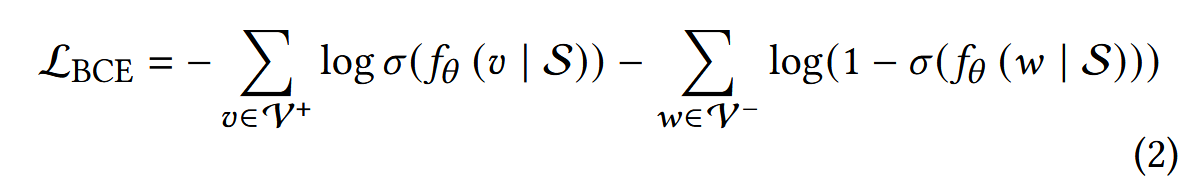 ℒ_BCE = − ∑_{v∈𝒱⁺} log σ(f_θ (v | 𝒮)) − ∑_{w∈𝒱⁻} log(1 − σ(f_θ (w | 𝒮)))
(2)